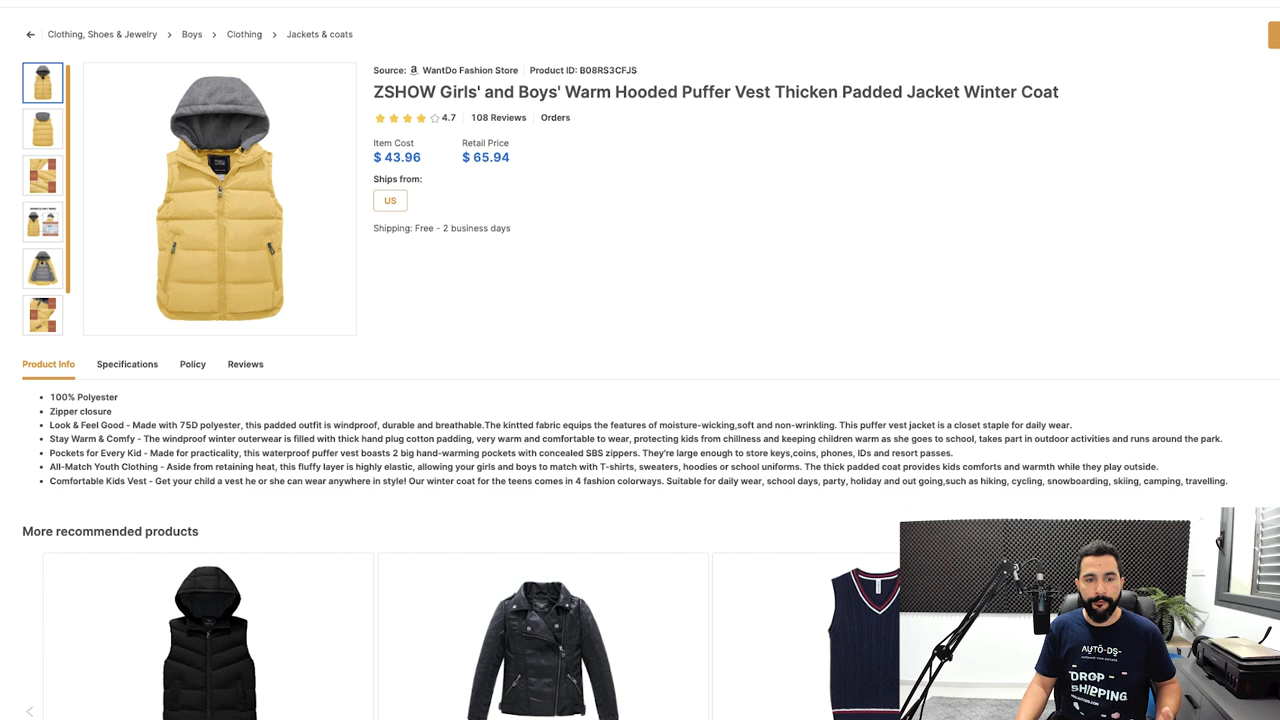 Clothing, Shoes & Jewelry > Boys > Clothing > Jackets & coats
Source: WantDo Fashion Store Product ID: B08RS3CFJS
ZSHOW Girls' and Boys' Warm Hooded Puffer Vest Thicken Padded Jacket Winter Coat
4.7 108 Reviews Orders
Item Cost Retail Price
$ 43.96 $ 65.94
Ships from:
US
Shipping: Free - 2 business days
Product Info Specifications Policy Reviews
• 100% Polyester
• Zipper closure
• Look & Feel Good - Made with 75D polyester, this padded outfit is windproof, durable and breathable.The kintted fabric equips the features of moisture-wicking,soft and non-wrinkling. This puffer vest jacket is a closet staple for daily wear.
• Stay Warm & Comfy - The windproof winter outerwear is filled with thick hand plug cotton padding, very warm and comfortable to wear, protecting kids from chillness and keeping children warm as she goes to school, takes part in outdoor activities and runs around the park.
• Pockets for Every Kid - Made for practicality, this waterproof puffer vest boasts 2 big hand-warming pockets with concealed SBS zippers. They're large enough to store keys,coins, phones, IDs and resort passes.
• All-Match Youth Clothing - Aside from retaining heat, this fluffy layer is highly elastic, allowing your girls and boys to match with T-shirts, sweaters, hoodies or school uniforms. The thick padded coat provides kids comforts and warmth while they play outside.
• Comfortable Kids Vest - Get your child a vest he or she can wear anywhere in style! Our winter coat for the teens comes in 4 fashion colorways. Suitable for daily wear, school days, party, holiday and out going,such as hiking, cycling, snowboarding, skiing, camping, travelling.
More recommended products
AUTO-DS-
DROP
SHIPPING